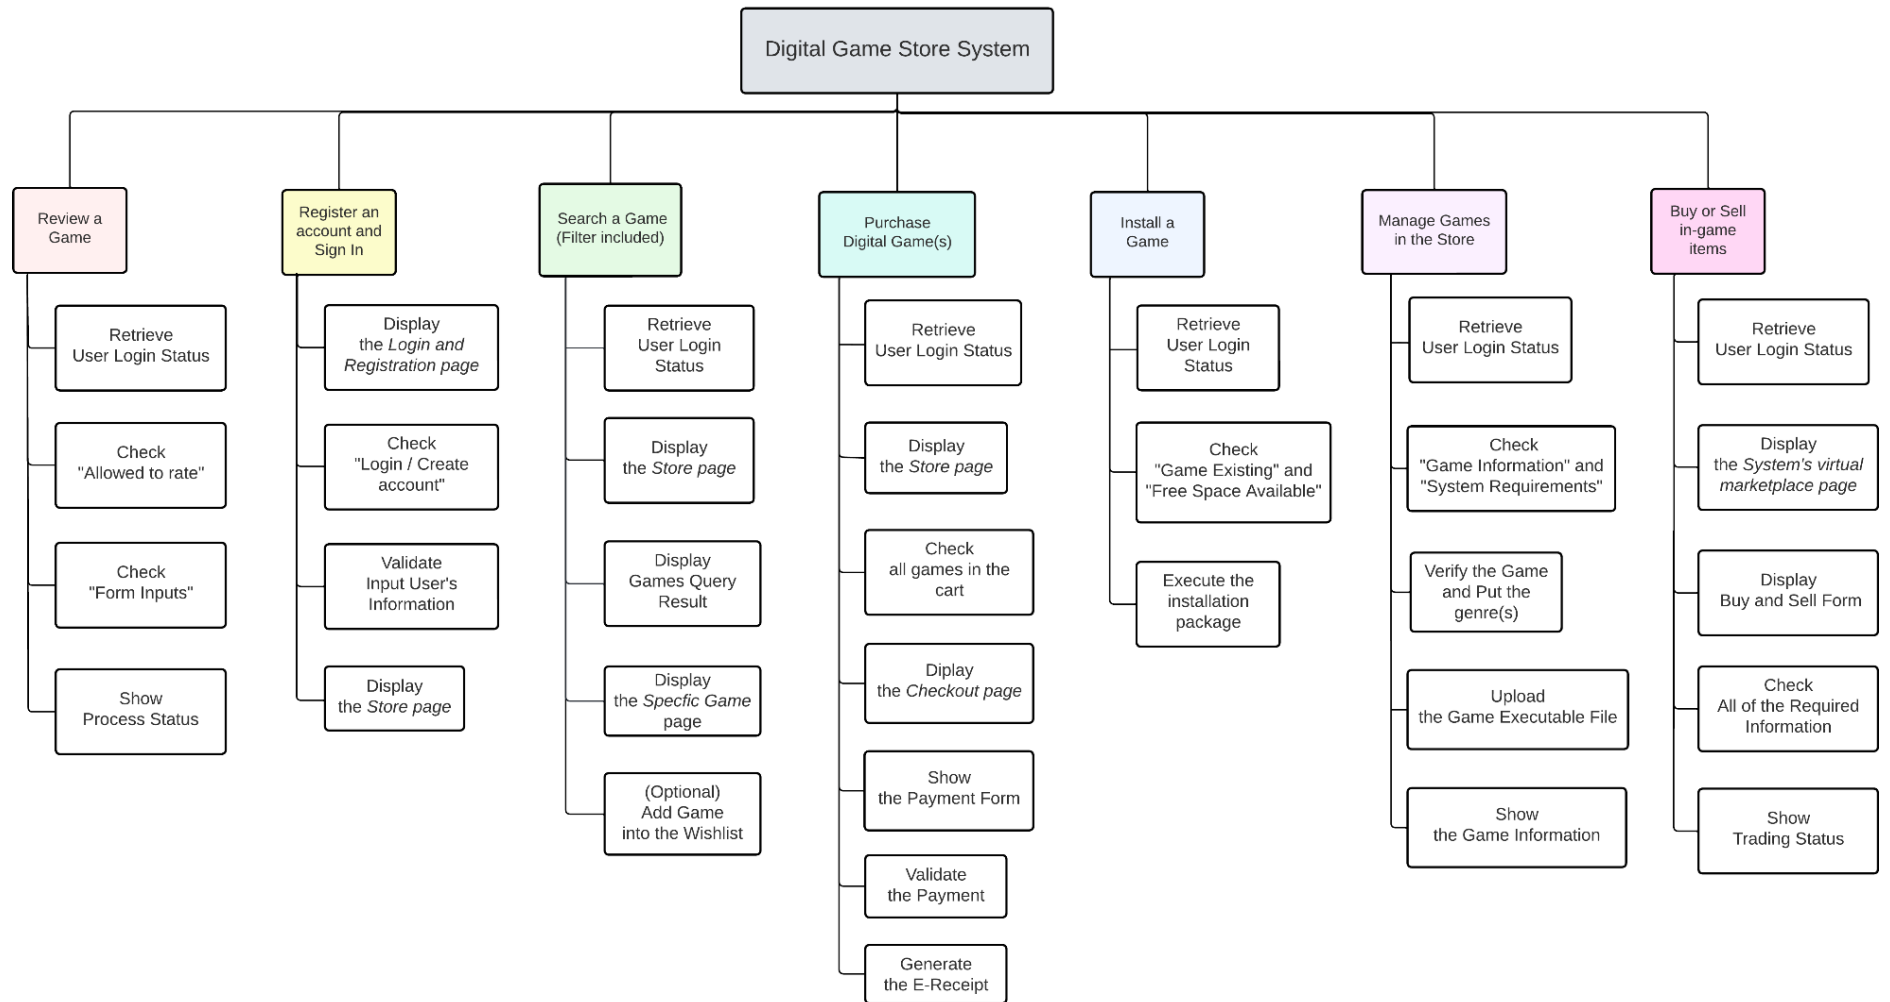 Digital Game Store System
Review a
Game
Retrieve
User Login Status
Check
"Allowed to rate"
Check
"Form Inputs"
Show
Process Status
Register an
account and
Sign In
Display
the Login and
Registration page
Check
"Login / Create
account"
Validate
Input User's
Information
Display
the Store page
Search a Game
(Filter included)
Retrieve
User Login
Status
Display
the Store page
Display
Games Query
Result
Display
the Specfic Game
page
(Optional)
Add Game
into the Wishlist
Purchase
Digital Game(s)
Retrieve
User Login Status
Display
the Store page
Check
all games in the
cart
Diplay
the Checkout page
Show
the Payment Form
Validate
the Payment
Generate
the E-Receipt
Install a
Game
Retrieve
User Login
Status
Check
"Game Existing" and
"Free Space Available"
Execute the
installation
package
Manage Games
in the Store
Retrieve
User Login Status
Check
"Game Information" and
"System Requirements"
Verify the Game
and Put the
genre(s)
Upload
the Game Executable File
Show
the Game Information
Buy or Sell
in-game
items
Retrieve
User Login Status
Display
the System's virtual
marketplace page
Display
Buy and Sell Form
Check
All of the Required
Information
Show
Trading Status